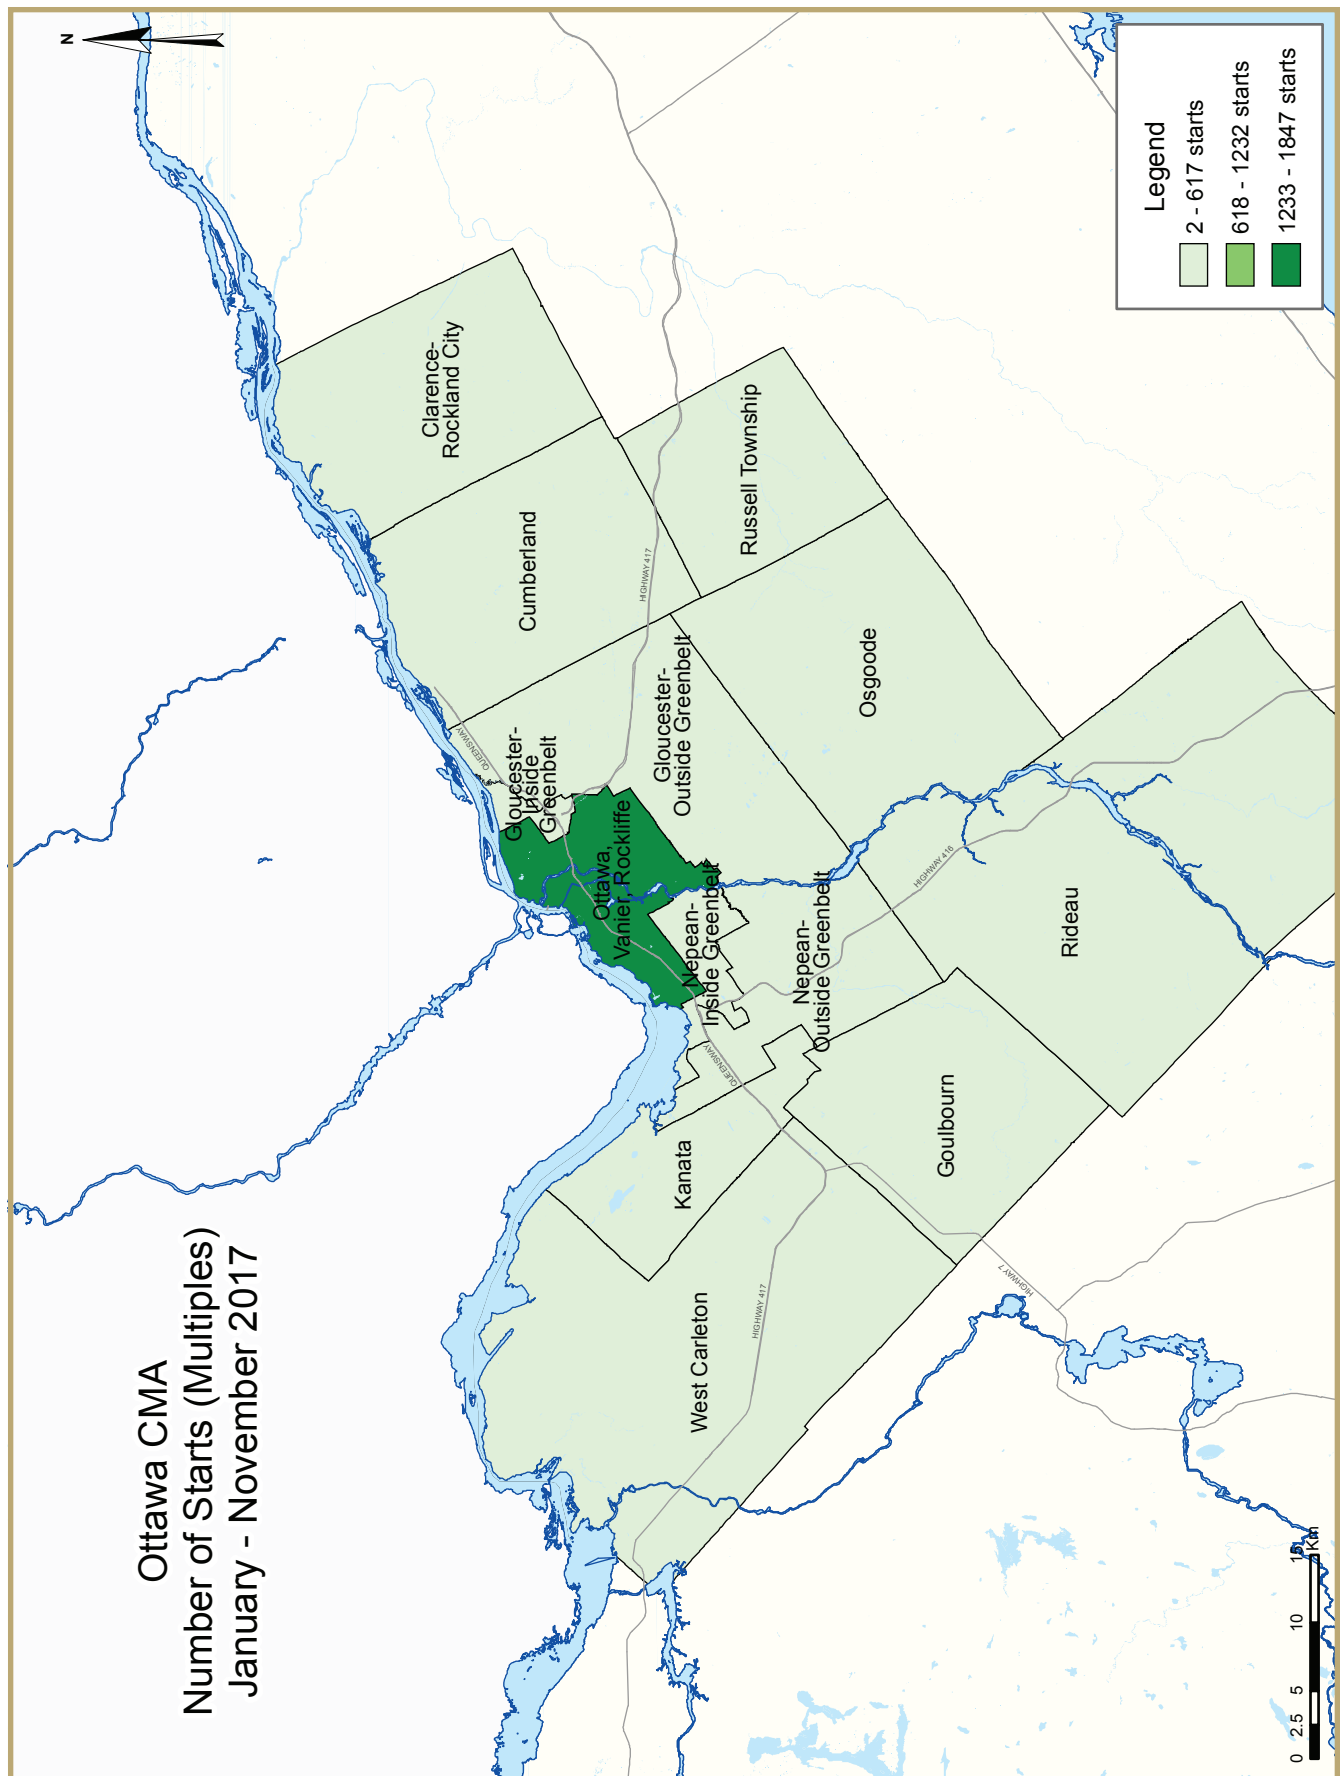 Ottawa CMA
Number of Starts (Multiples)
January - November 2017
N
Legend
2 - 617 starts
618 - 1232 starts
1233 - 1847 starts
Clarence-
Rockland City
Cumberland
Russell Township
HIGHWAY 417
QUEENSWAY
Gloucester-
Inside
Greenbelt
Gloucester-
Outside Greenbelt
Osgoode
Ottawa,
Vanier, Rockliffe
Nepean-
Inside Greenbelt
Nepean-
Outside Greenbelt
HIGHWAY 416
Rideau
QUEENSWAY
Kanata
Goulbourn
West Carleton
HIGHWAY 417
HIGHWAY 7
0 2.5 5 10 15
Km